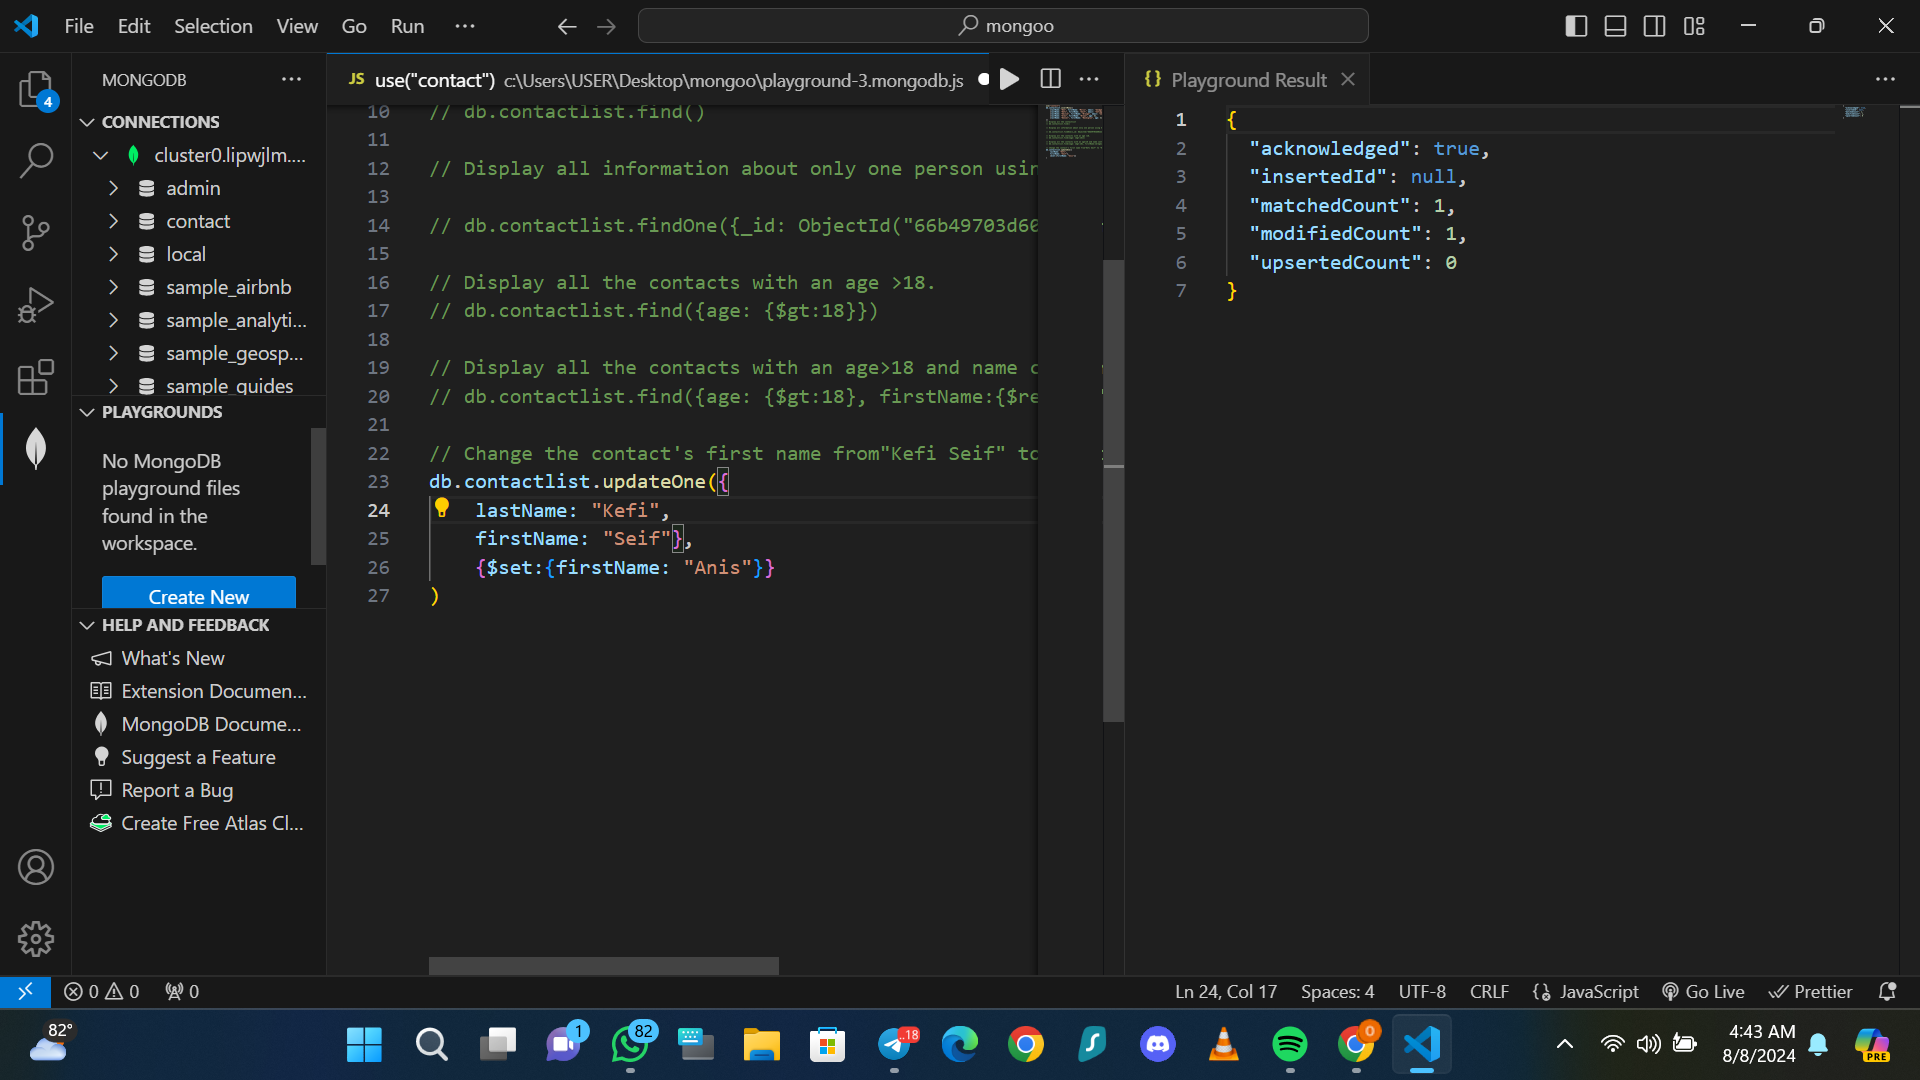 File Edit Selection View Go Run ···
mongoo
MONGODB ···
CONNECTIONS
cluster0.lipwjlm....
admin
contact
local
sample_airbnb
sample_analyti...
sample_geosp...
sample_guides
PLAYGROUNDS
No MongoDB
playground files
found in the
workspace.
Create New
HELP AND FEEDBACK
What's New
Extension Documen...
MongoDB Docume...
Suggest a Feature
Report a Bug
Create Free Atlas Cl...
4
JS use("contact") c:\Users\USER\Desktop\mongoo\playground-3.mongodb.js ···
10 // db.contactlist.find()
11
12 // Display all information about only one person usin
13
14 // db.contactlist.findOne({_id: ObjectId("66b49703d60
15
16 // Display all the contacts with an age >18.
17 // db.contactlist.find({age: {$gt:18}})
18
19 // Display all the contacts with an age>18 and name c
20 // db.contactlist.find({age: {$gt:18}, firstName:{$re
21
22 // Change the contact's first name from"Kefi Seif" to
23 db.contactlist.updateOne({
24 lastName: "Kefi",
25 firstName: "Seif"},
26 {$set:{firstName: "Anis"}}
27 )
{} Playground Result ···
1 {
2 "acknowledged": true,
3 "insertedId": null,
4 "matchedCount": 1,
5 "modifiedCount": 1,
6 "upsertedCount": 0
7 }
0 0 0
Ln 24, Col 17 Spaces: 4 UTF-8 CRLF JavaScript Go Live Prettier
82°
1
82
..18
0
4:43 AM
8/8/2024
PRE